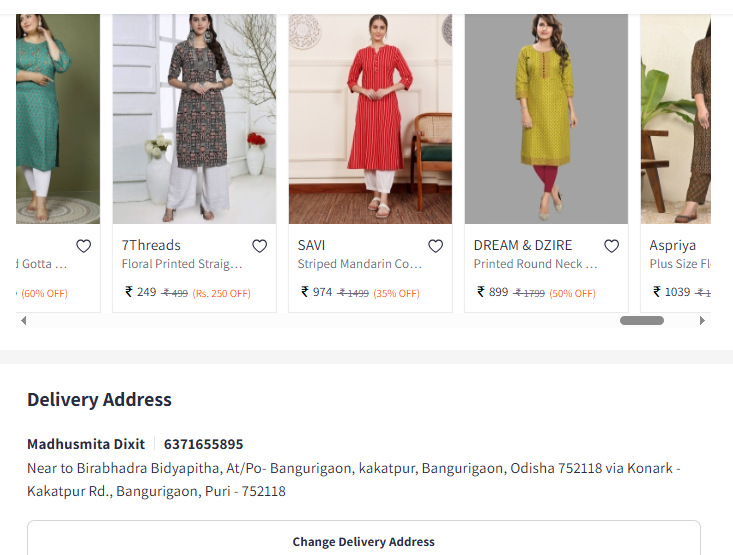 7Threads
SAVI
DREAM & DZIRE
Aspriya
Gotta ...
Floral Printed Straig...
Striped Mandarin Co...
Printed Round Neck ...
Plus Size Fl
(60% OFF)
₹ 249 ₹ 499 (Rs. 250 OFF)
₹ 974 ₹ 1499 (35% OFF)
₹ 899 ₹ 1799 (50% OFF)
₹ 1039 ₹ 1
Delivery Address
Madhusmita Dixit | 6371655895
Near to Birabhadra Bidyapitha, At/Po- Bangurigaon, kakatpur, Bangurigaon, Odisha 752118 via Konark -
Kakatpur Rd., Bangurigaon, Puri - 752118
Change Delivery Address